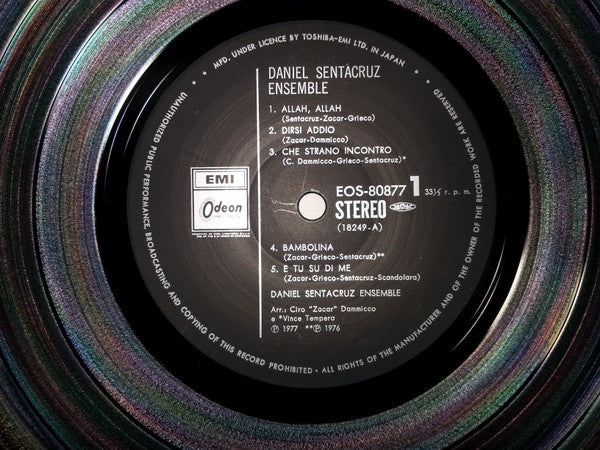 • MFD. UNDER LICENCE BY TOSHIBA-EMI LTD. IN JAPAN •
DANIEL SENTACRUZ
ENSEMBLE
1. ALLAH, ALLAH
(Sentacruz-Zacar-Grieco)
2. DIRSI ADDIO
(Zacar-Dammicco)
3. CHE STRANO INCONTRO
(C. Dammicco-Grieco-Sentacruz)*
EMI
Odeon
EOS-80877 1 33⅓ r. p. m.
STEREO
(18249-A)
4. BAMBOLINA
(Zacar-Grieco-Sentacruz)**
5. E TU SU DI ME
(Zacar-Grieco-Sentacruz-Scandolara)
DANIEL SENTACRUZ ENSEMBLE
Arr.: Ciro "Zacar" Dammicco
e *Vince Tempera
Ⓟ 1977 **Ⓟ 1976
UNAUTHORIZED PUBLIC PERFORMANCE, BROADCASTING AND COPYING OF THIS RECORD PROHIBITED • ALL RIGHTS OF THE MANUFACTURER AND OF THE OWNER OF THE RECORDED WORK ARE RESERVED